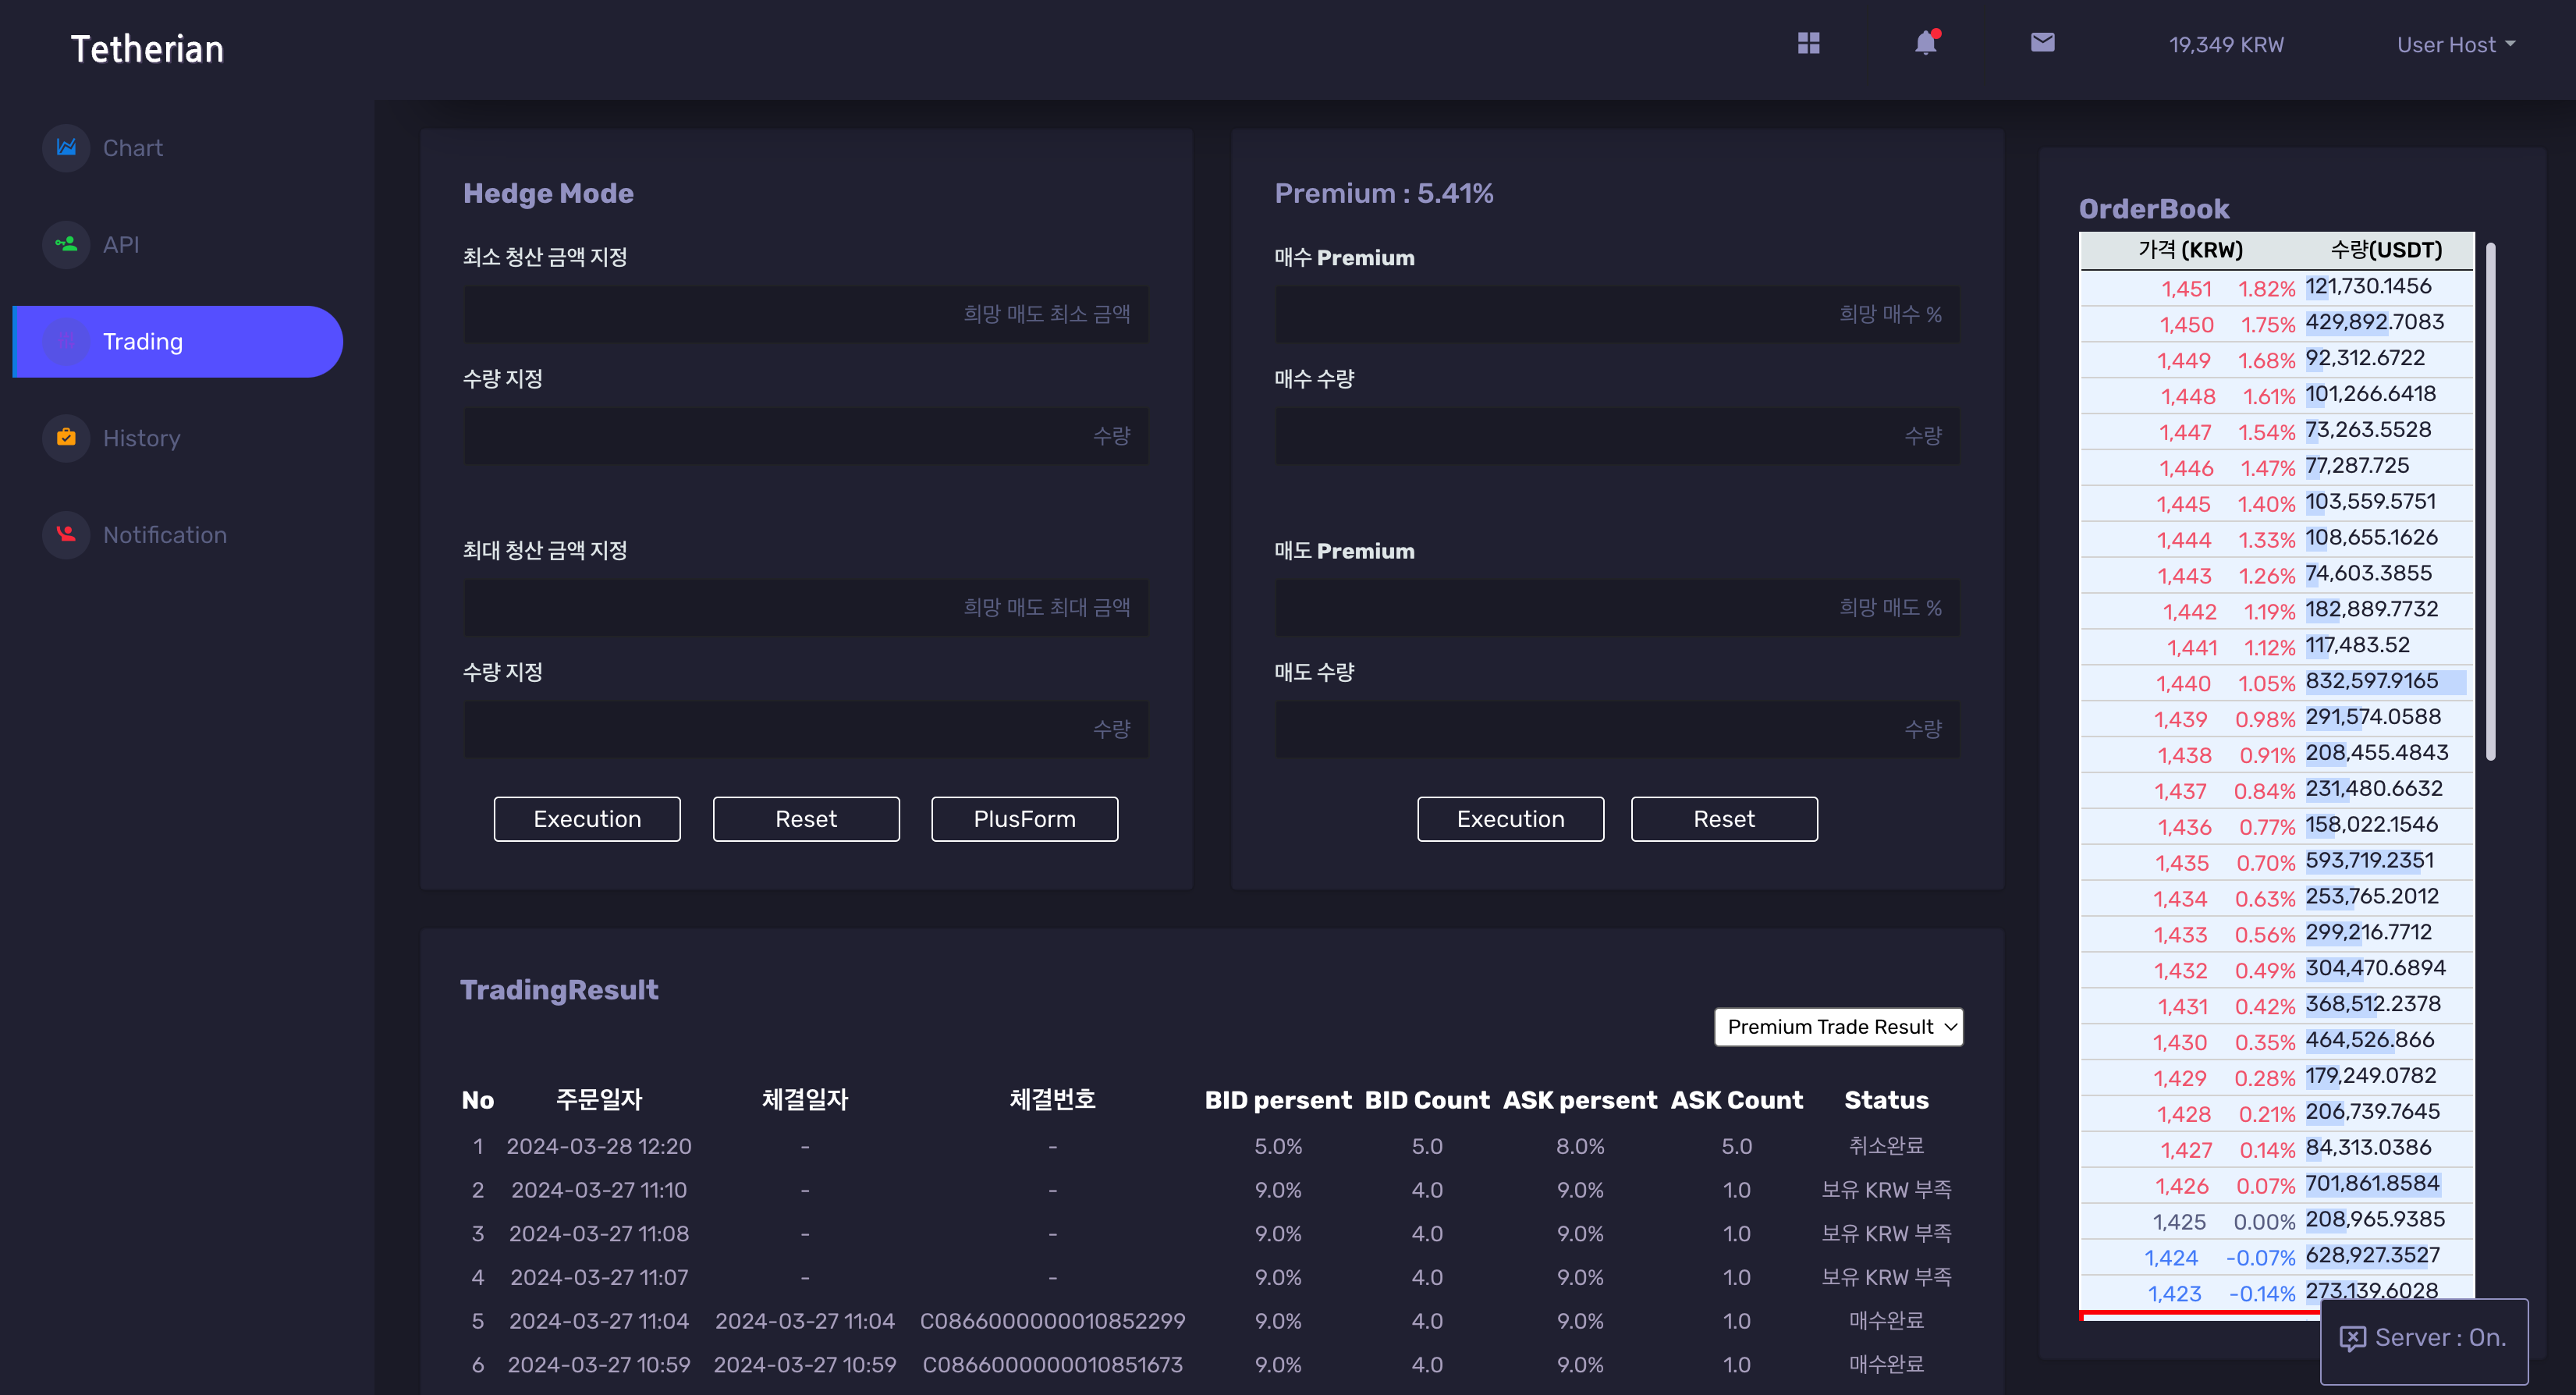 Tetherian
19,349 KRW
User Host
Chart
API
Trading
History
Notification
Hedge Mode
최소 청산 금액 지정
희망 매도 최소 금액
수량 지정
수량
최대 청산 금액 지정
희망 매도 최대 금액
수량 지정
수량
Execution Reset PlusForm
Premium : 5.41%
매수 Premium
희망 매수 %
매수 수량
수량
매도 Premium
희망 매도 %
매도 수량
수량
Execution Reset
TradingResult
Premium Trade Result
No 주문일자 체결일자 체결번호 BID persent BID Count ASK persent ASK Count Status
1 2024-03-28 12:20 - - 5.0% 5.0 8.0% 5.0 취소완료
2 2024-03-27 11:10 - - 9.0% 4.0 9.0% 1.0 보유 KRW 부족
3 2024-03-27 11:08 - - 9.0% 4.0 9.0% 1.0 보유 KRW 부족
4 2024-03-27 11:07 - - 9.0% 4.0 9.0% 1.0 보유 KRW 부족
5 2024-03-27 11:04 2024-03-27 11:04 C0866000000010852299 9.0% 4.0 9.0% 1.0 매수완료
6 2024-03-27 10:59 2024-03-27 10:59 C0866000000010851673 9.0% 4.0 9.0% 1.0 매수완료
OrderBook
가격 (KRW) 수량(USDT)
1,451 1.82% 121,730.1456
1,450 1.75% 429,892.7083
1,449 1.68% 92,312.6722
1,448 1.61% 101,266.6418
1,447 1.54% 73,263.5528
1,446 1.47% 77,287.725
1,445 1.40% 103,559.5751
1,444 1.33% 108,655.1626
1,443 1.26% 74,603.3855
1,442 1.19% 182,889.7732
1,441 1.12% 117,483.52
1,440 1.05% 832,597.9165
1,439 0.98% 291,574.0588
1,438 0.91% 208,455.4843
1,437 0.84% 231,480.6632
1,436 0.77% 158,022.1546
1,435 0.70% 593,719.2351
1,434 0.63% 253,765.2012
1,433 0.56% 299,216.7712
1,432 0.49% 304,470.6894
1,431 0.42% 368,512.2378
1,430 0.35% 464,526.866
1,429 0.28% 179,249.0782
1,428 0.21% 206,739.7645
1,427 0.14% 84,313.0386
1,426 0.07% 701,861.8584
1,425 0.00% 208,965.9385
1,424 -0.07% 628,927.3527
1,423 -0.14% 273,139.6028
Server : On.